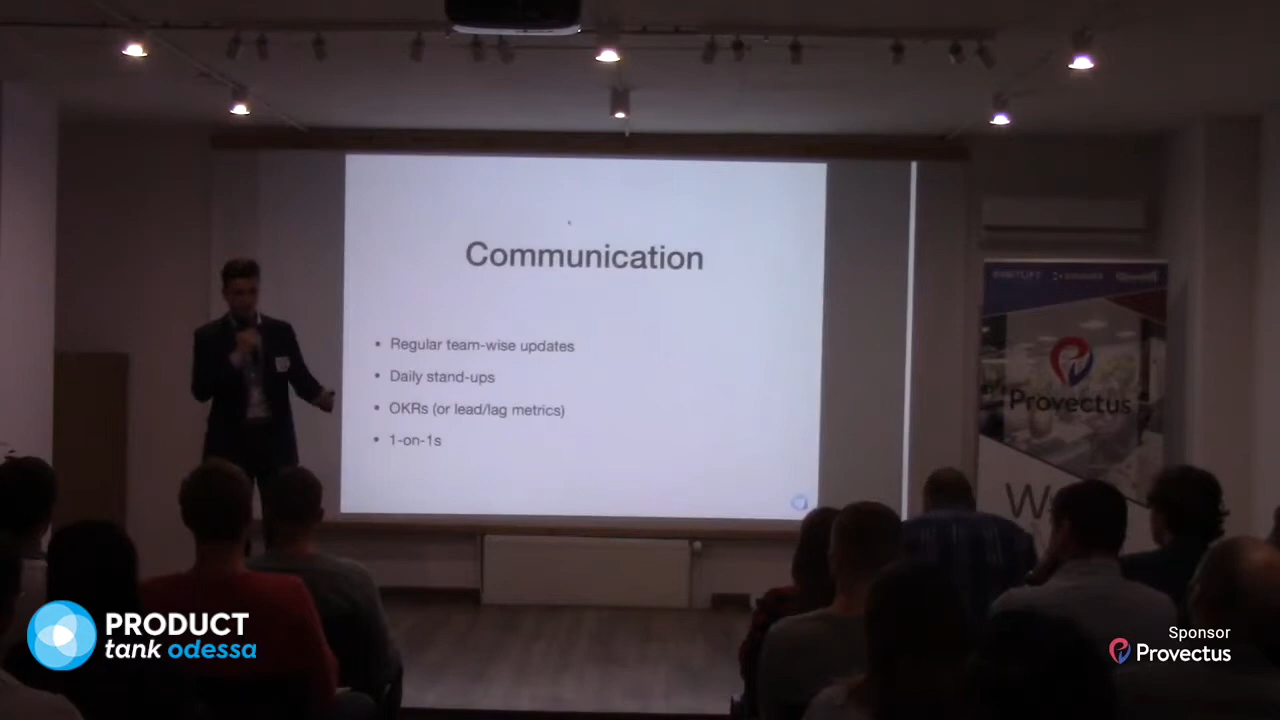 Communication
• Regular team-wise updates
• Daily stand-ups
• OKRs (or lead/lag metrics)
• 1-on-1s
Provectus
PRODUCT
tank odessa
Sponsor
Provectus